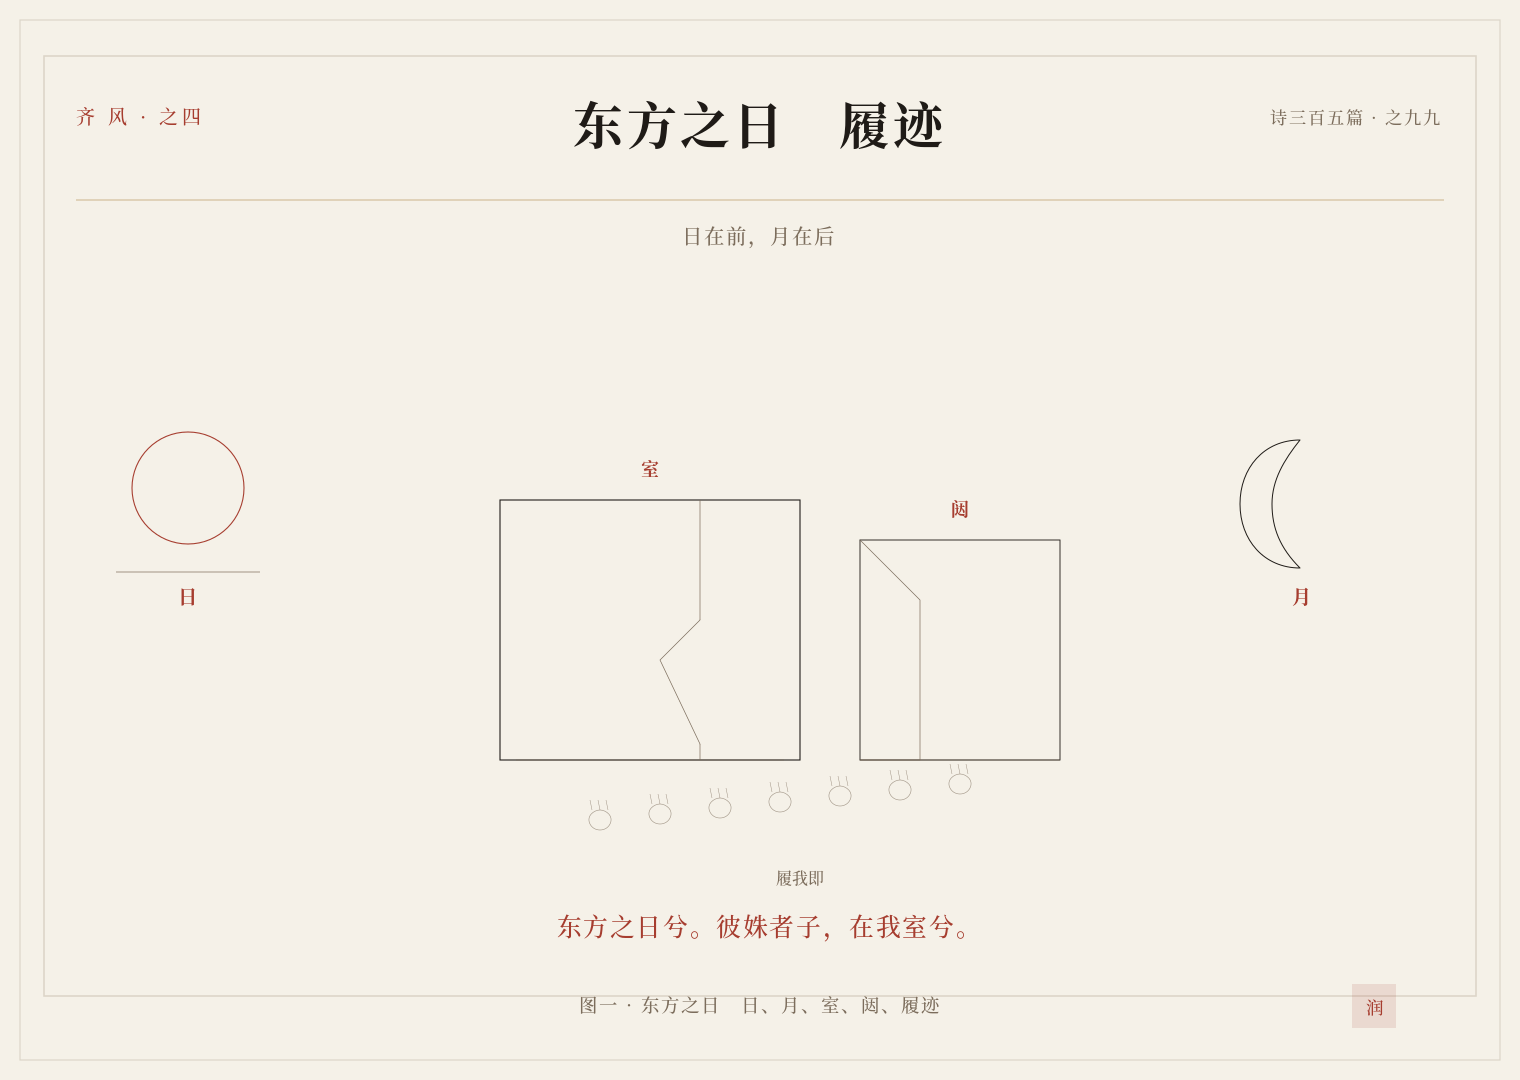 齐 风 · 之四
东方之日 履迹
诗三百五篇 · 之九九
日在前，月在后
室
闼
日
月
履我即
东方之日兮。彼姝者子，在我室兮。
图一 · 东方之日 日、月、室、闼、履迹
润